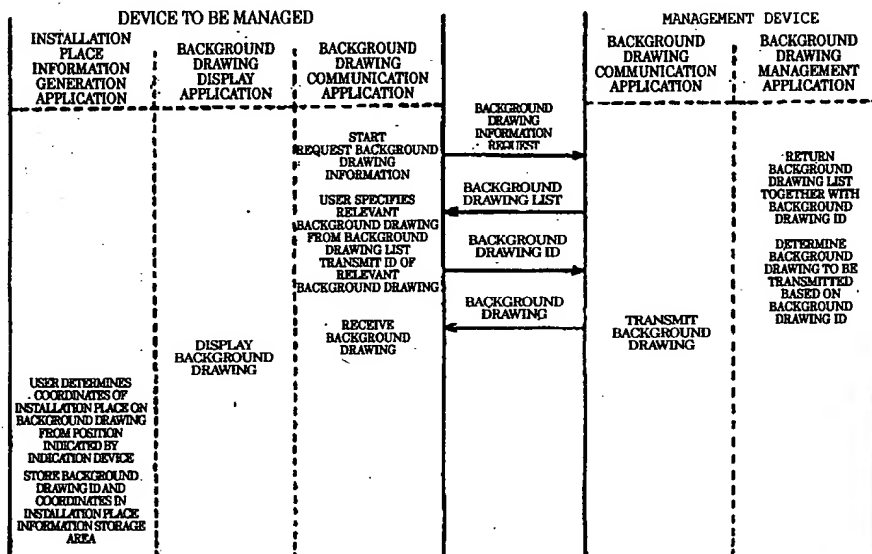 DEVICE TO BE MANAGED
MANAGEMENT DEVICE
INSTALLATION
PLACE
INFORMATION
GENERATION
APPLICATION
BACKGROUND
DRAWING
DISPLAY
APPLICATION
BACKGROUND
DRAWING
COMMUNICATION
APPLICATION
BACKGROUND
DRAWING
COMMUNICATION
APPLICATION
BACKGROUND
DRAWING
MANAGEMENT
APPLICATION
START
REQUEST BACKGROUND
DRAWING
INFORMATION
BACKGROUND
DRAWING
INFORMATION
REQUEST
RETURN
BACKGROUND
DRAWING LIST
TOGETHER WITH
BACKGROUND
DRAWING ID
BACKGROUND
DRAWING LIST
USER SPECIFIES
RELEVANT
BACKGROUND DRAWING
FROM BACKGROUND
DRAWING LIST
TRANSMIT ID OF
RELEVANT
BACKGROUND DRAWING
BACKGROUND
DRAWING ID
DETERMINE
BACKGROUND
DRAWING TO BE
TRANSMITTED
BASED ON
BACKGROUND
DRAWING ID
BACKGROUND
DRAWING
TRANSMIT
BACKGROUND
DRAWING
RECEIVE
BACKGROUND
DRAWING
DISPLAY
BACKGROUND
DRAWING
USER DETERMINES
COORDINATES OF
INSTALLATION PLACE ON
BACKGROUND DRAWING
FROM POSITION
INDICATED BY
INDICATION DEVICE
STORE BACKGROUND
DRAWING ID AND
COORDINATES IN
INSTALLATION PLACE
INFORMATION STORAGE
AREA